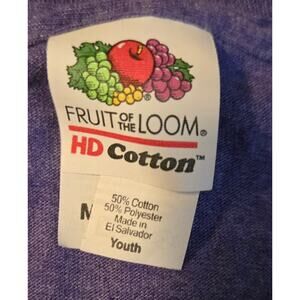 FRUIT OF THE LOOM®
HD Cotton™
M
50% Cotton
50% Polyester
Made in
El Salvador
Youth